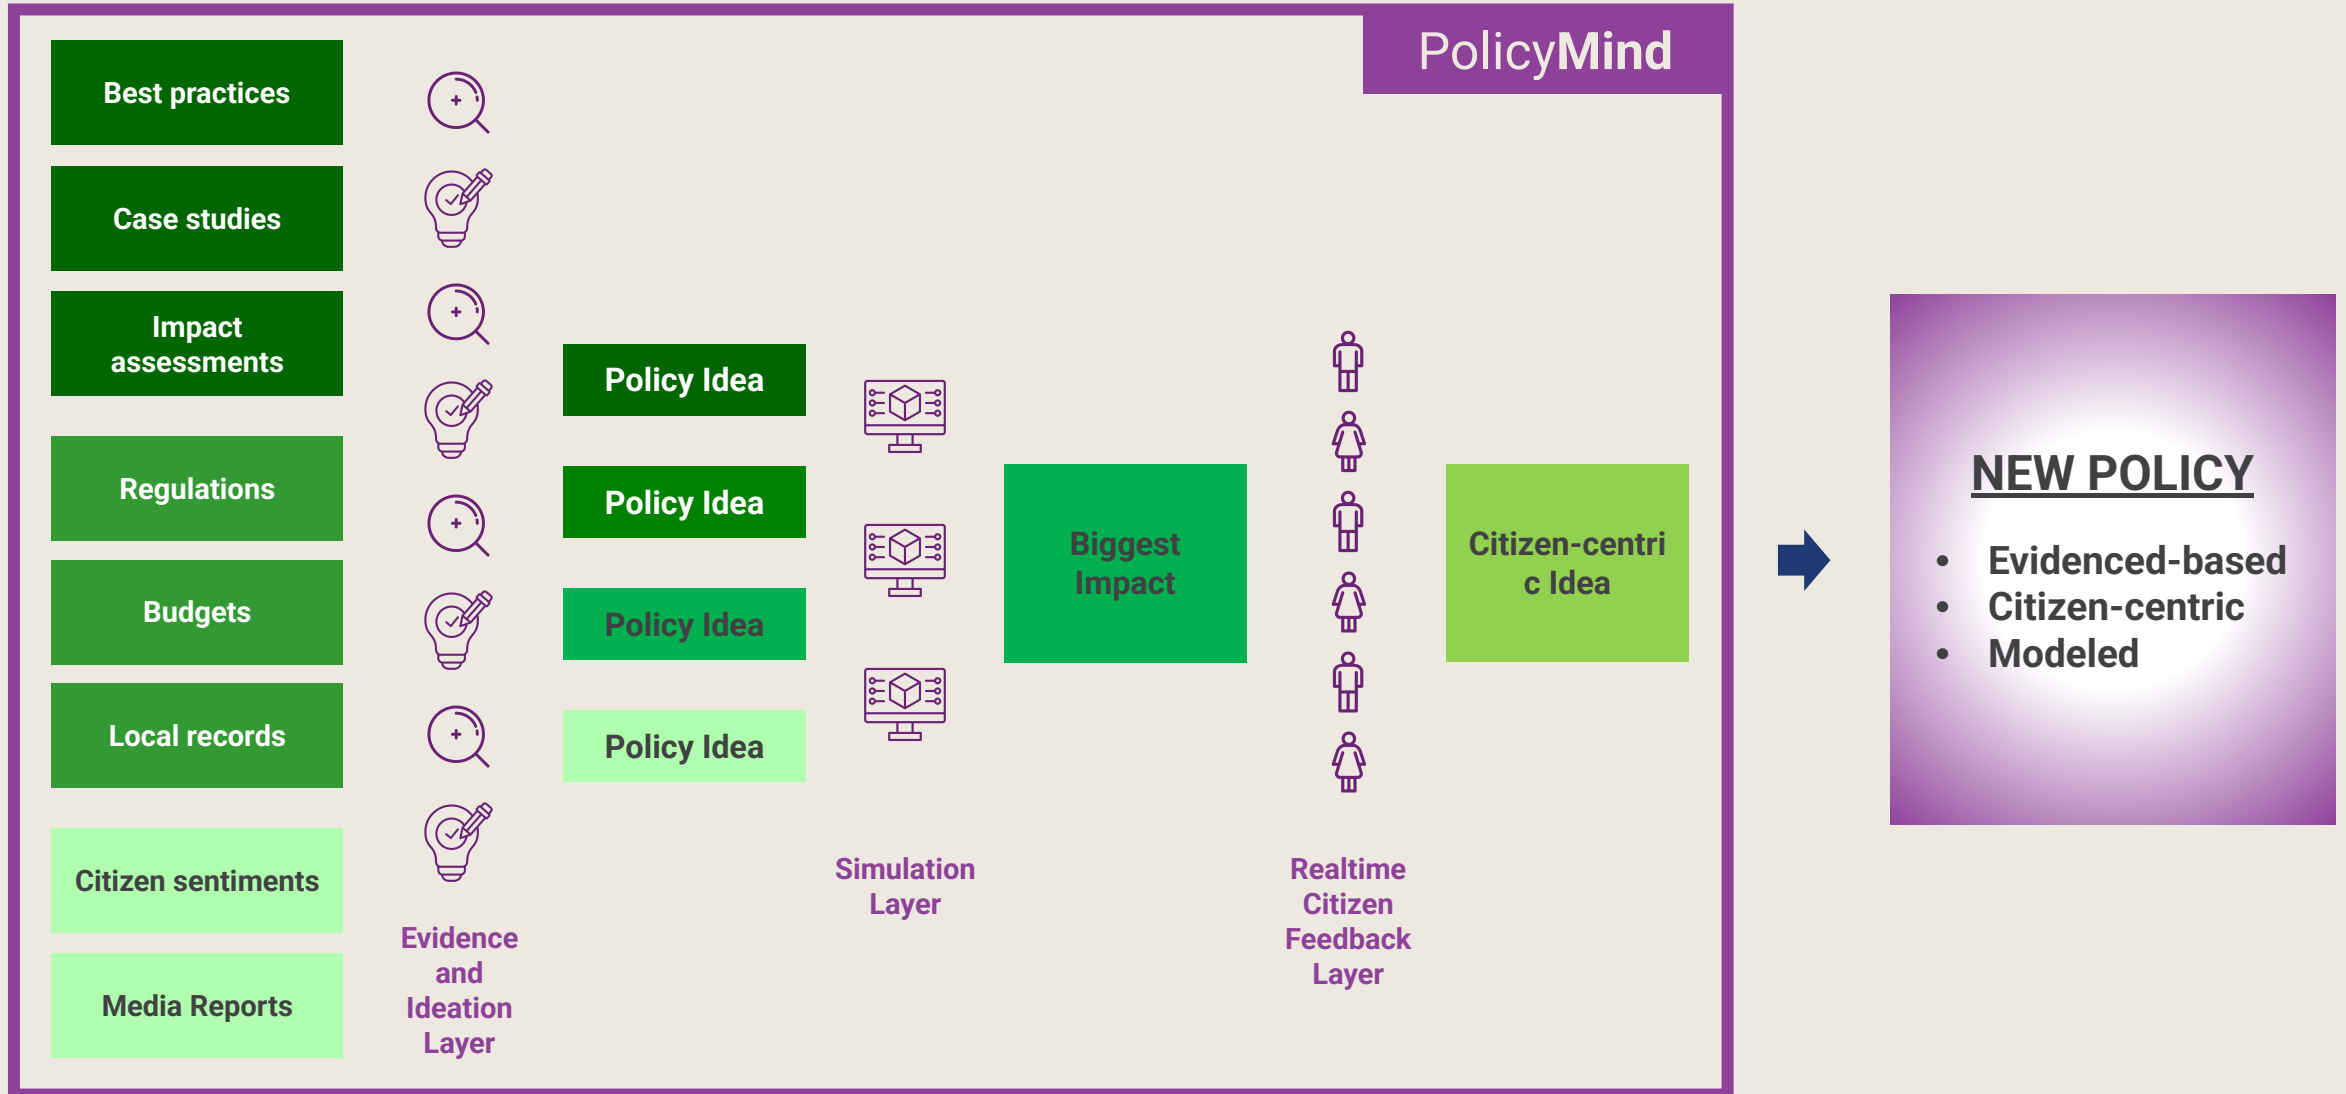 PolicyMind
Best practices
Case studies
Impact
assessments
Regulations
Budgets
Local records
Citizen sentiments
Media Reports
Evidence
and
Ideation
Layer
Policy Idea
Policy Idea
Policy Idea
Policy Idea
Simulation
Layer
Biggest
Impact
Realtime
Citizen
Feedback
Layer
Citizen-centri
c Idea
NEW POLICY
• Evidenced-based
• Citizen-centric
• Modeled